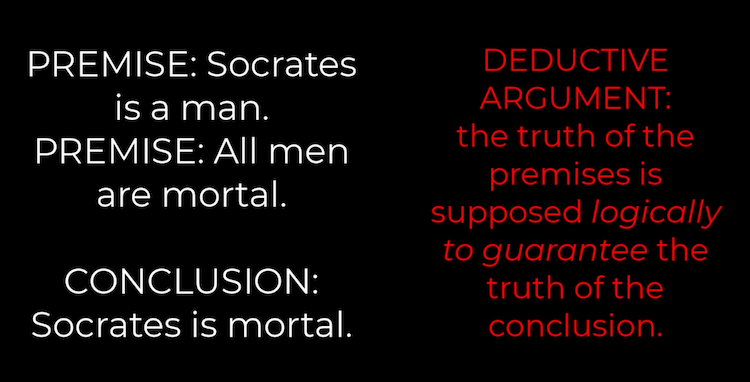 PREMISE: Socrates
is a man.
PREMISE: All men
are mortal.
CONCLUSION:
Socrates is mortal.
DEDUCTIVE
ARGUMENT:
the truth of the
premises is
supposed logically
to guarantee the
truth of the
conclusion.